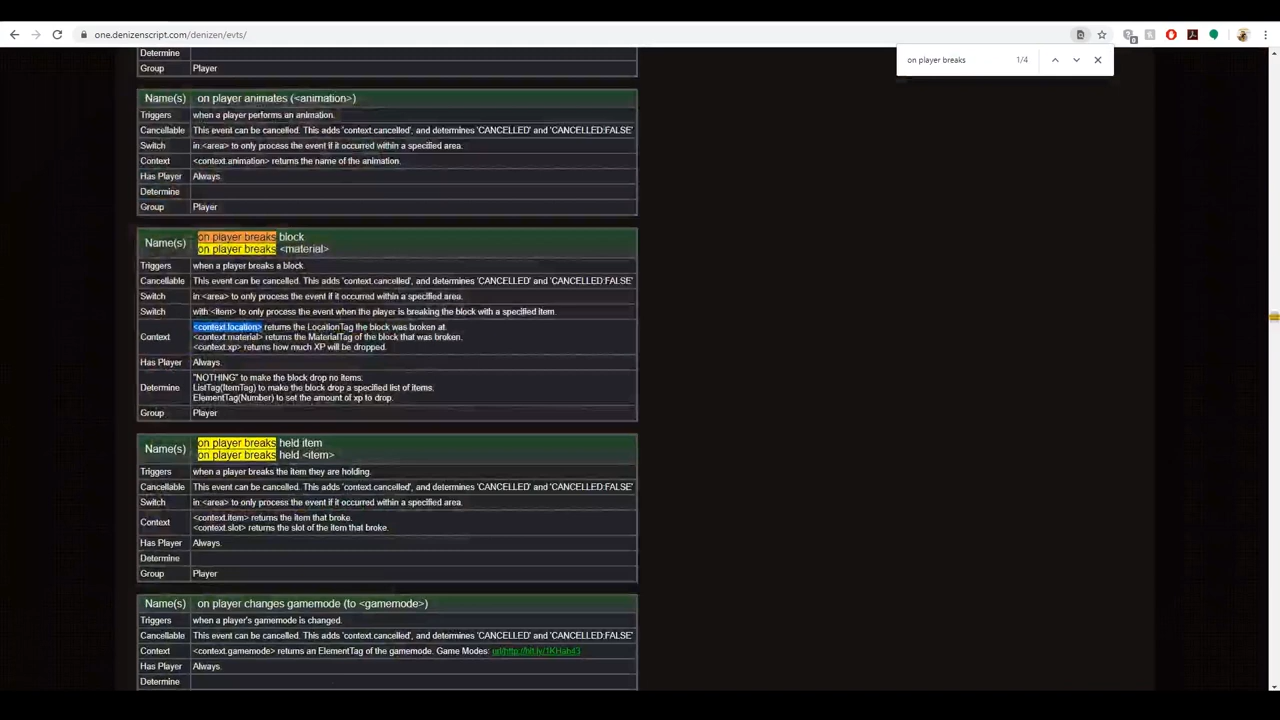 one.denizenscript.com/denizen/evts/
on player breaks
1/4
Determine
Group Player
Name(s) on player animates (<animation>)
Triggers when a player performs an animation.
Cancellable This event can be cancelled. This adds 'context.cancelled', and determines 'CANCELLED' and 'CANCELLED:FALSE'
Switch in:<area> to only process the event if it occurred within a specified area.
Context <context.animation> returns the name of the animation.
Has Player Always.
Determine
Group Player
Name(s) on player breaks block
on player breaks <material>
Triggers when a player breaks a block.
Cancellable This event can be cancelled. This adds 'context.cancelled', and determines 'CANCELLED' and 'CANCELLED:FALSE'
Switch in:<area> to only process the event if it occurred within a specified area.
Switch with:<item> to only process the event when the player is breaking the block with a specified item.
Context <context.location> returns the LocationTag the block was broken at.
<context.material> returns the MaterialTag of the block that was broken.
<context.xp> returns how much XP will be dropped.
Has Player Always.
Determine "NOTHING" to make the block drop no items.
ListTag(ItemTag) to make the block drop a specified list of items.
ElementTag(Number) to set the amount of xp to drop.
Group Player
Name(s) on player breaks held item
on player breaks held <item>
Triggers when a player breaks the item they are holding.
Cancellable This event can be cancelled. This adds 'context.cancelled', and determines 'CANCELLED' and 'CANCELLED:FALSE'
Switch in:<area> to only process the event if it occurred within a specified area.
Context <context.item> returns the item that broke.
<context.slot> returns the slot of the item that broke.
Has Player Always.
Determine
Group Player
Name(s) on player changes gamemode (to <gamemode>)
Triggers when a player's gamemode is changed.
Cancellable This event can be cancelled. This adds 'context.cancelled', and determines 'CANCELLED' and 'CANCELLED:FALSE'
Context <context.gamemode> returns an ElementTag of the gamemode. Game Modes:
Has Player Always.
Determine